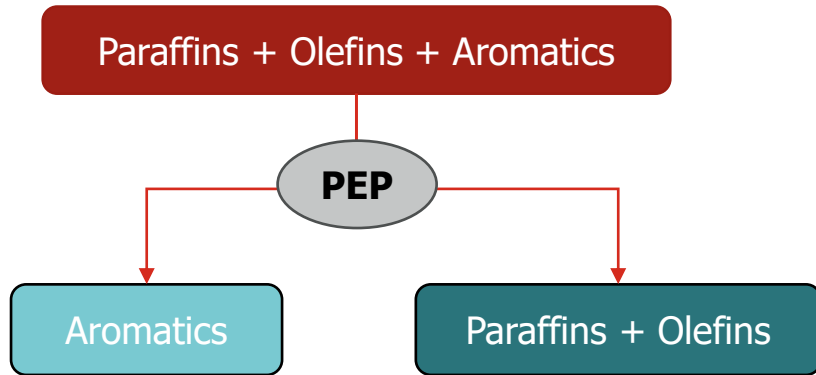 Paraffins + Olefins + Aromatics
PEP
Aromatics
Paraffins + Olefins